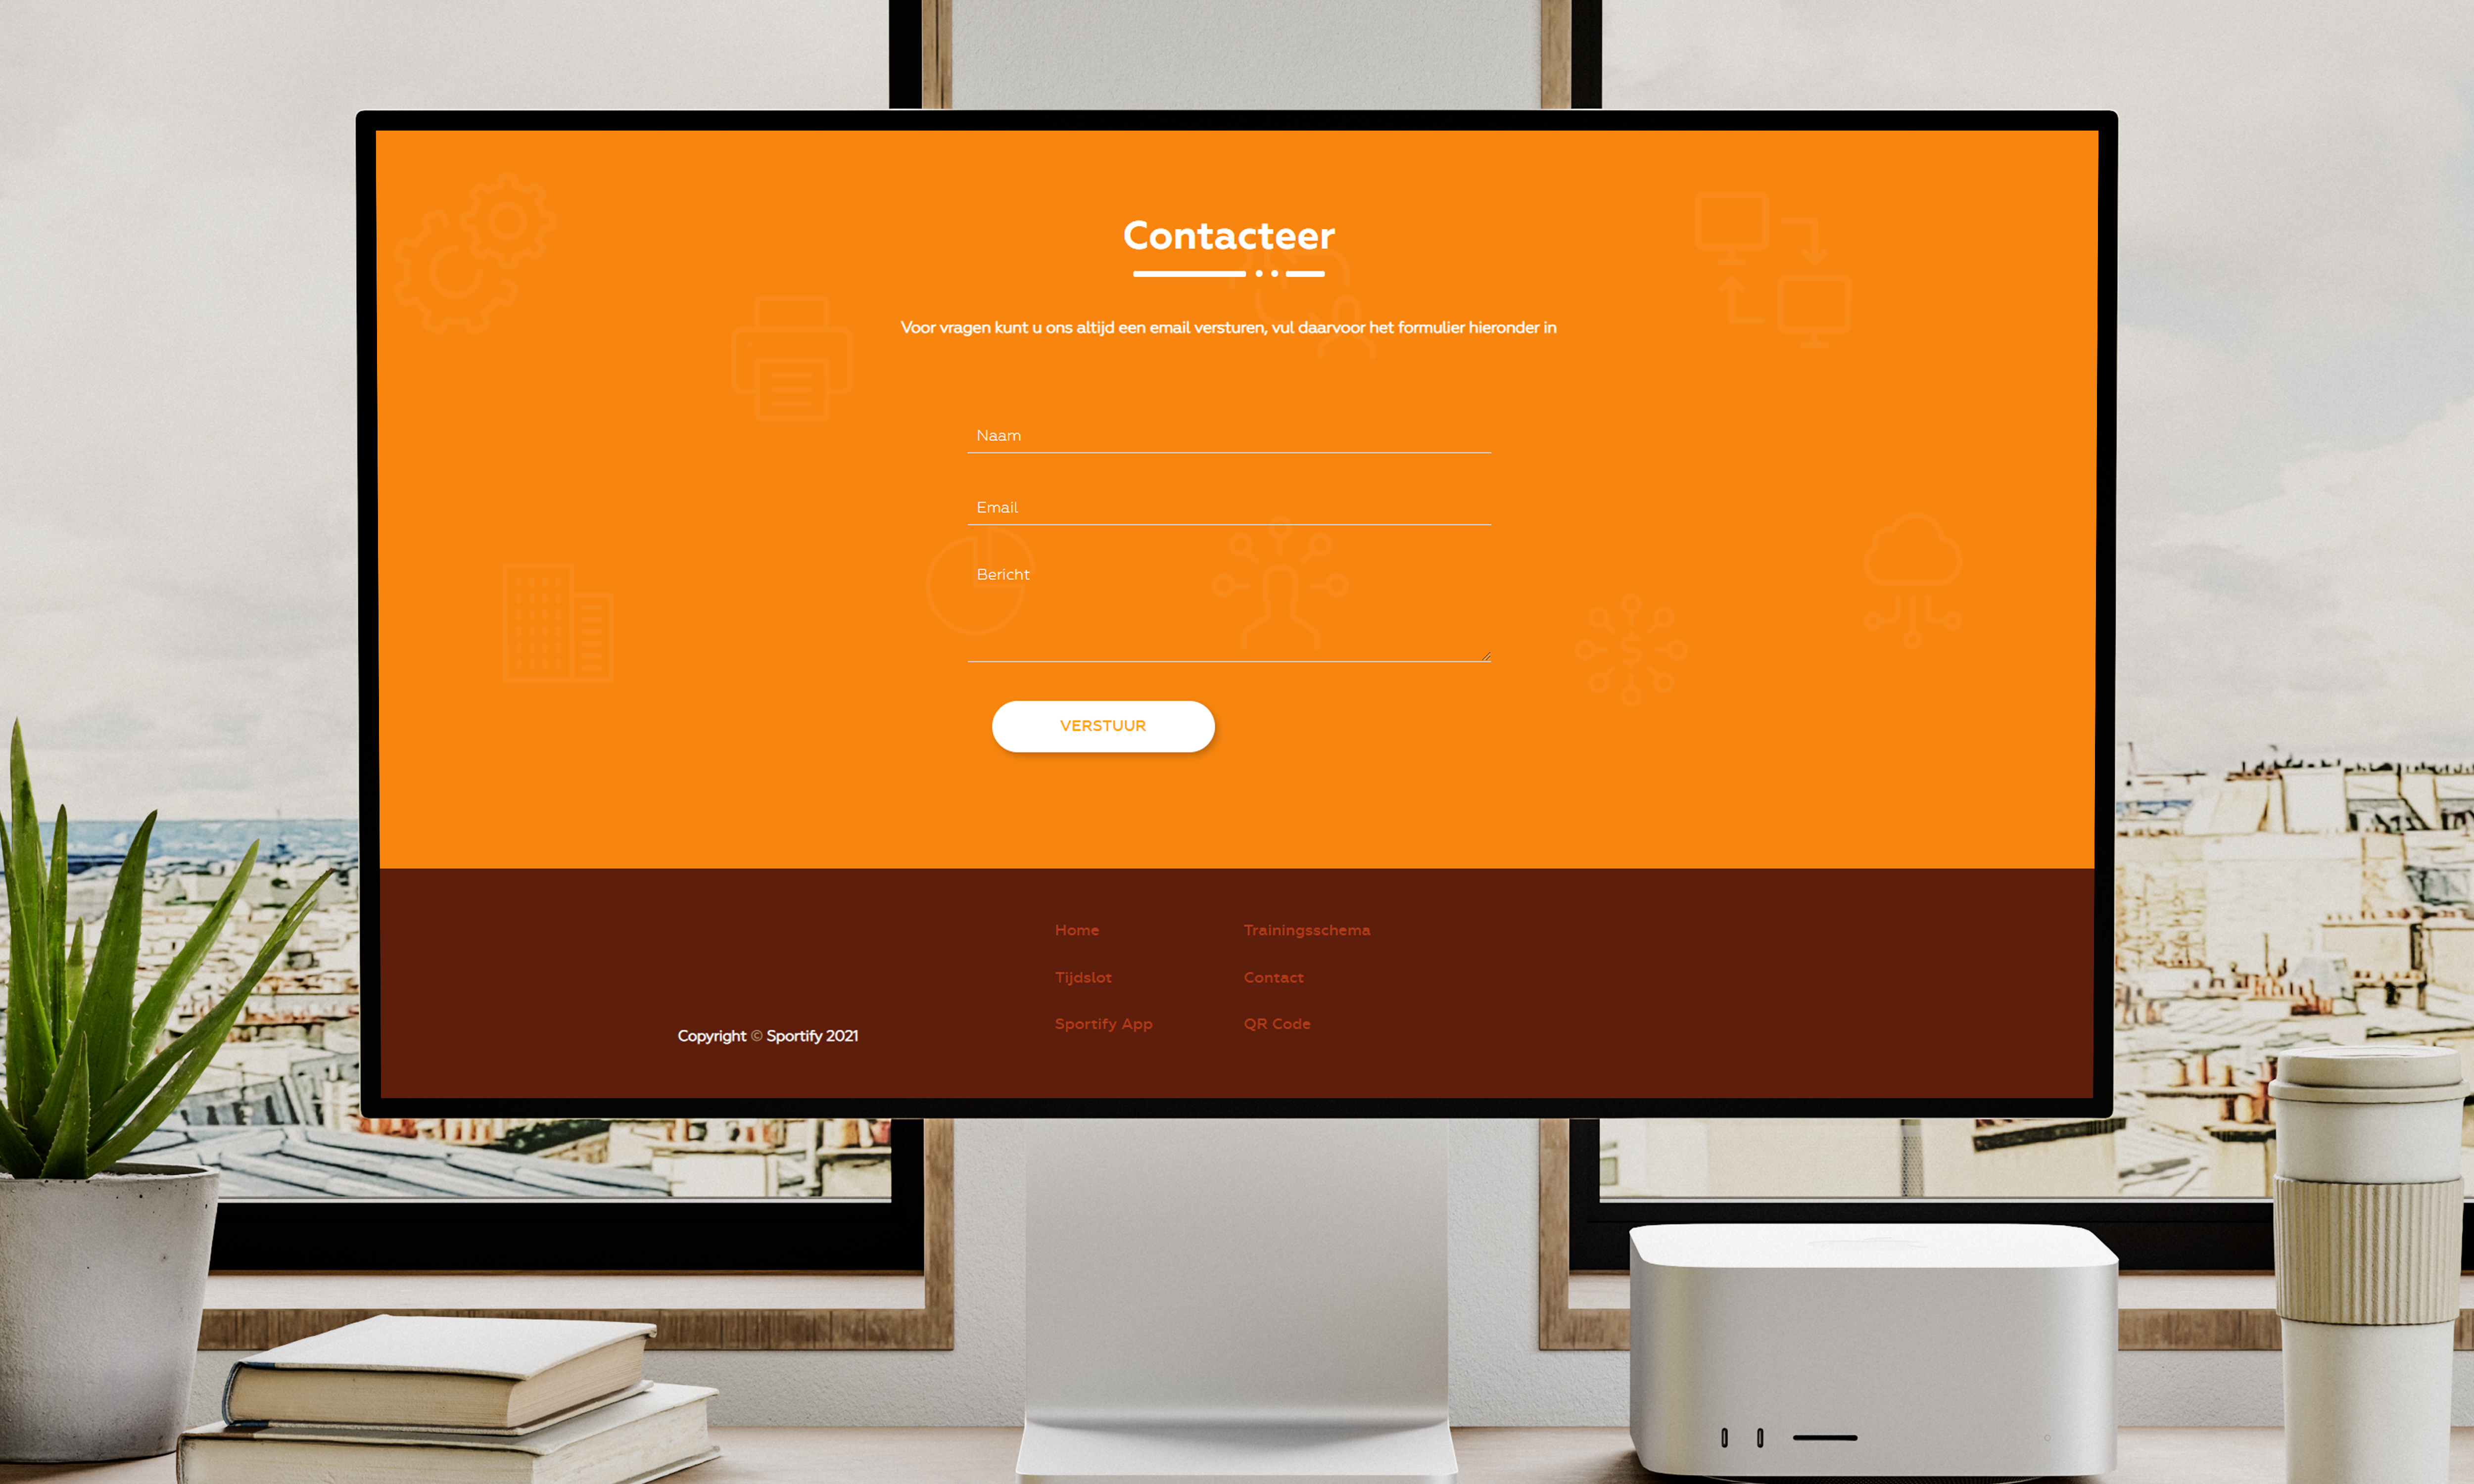 Contacteer
Voor vragen kunt u ons altijd een email versturen, vul daarvoor het formulier hieronder in
Naam
Email
Bericht
VERSTUUR
Home
Trainingsschema
Tijdslot
Contact
Sportify App
QR Code
Copyright © Sportify 2021